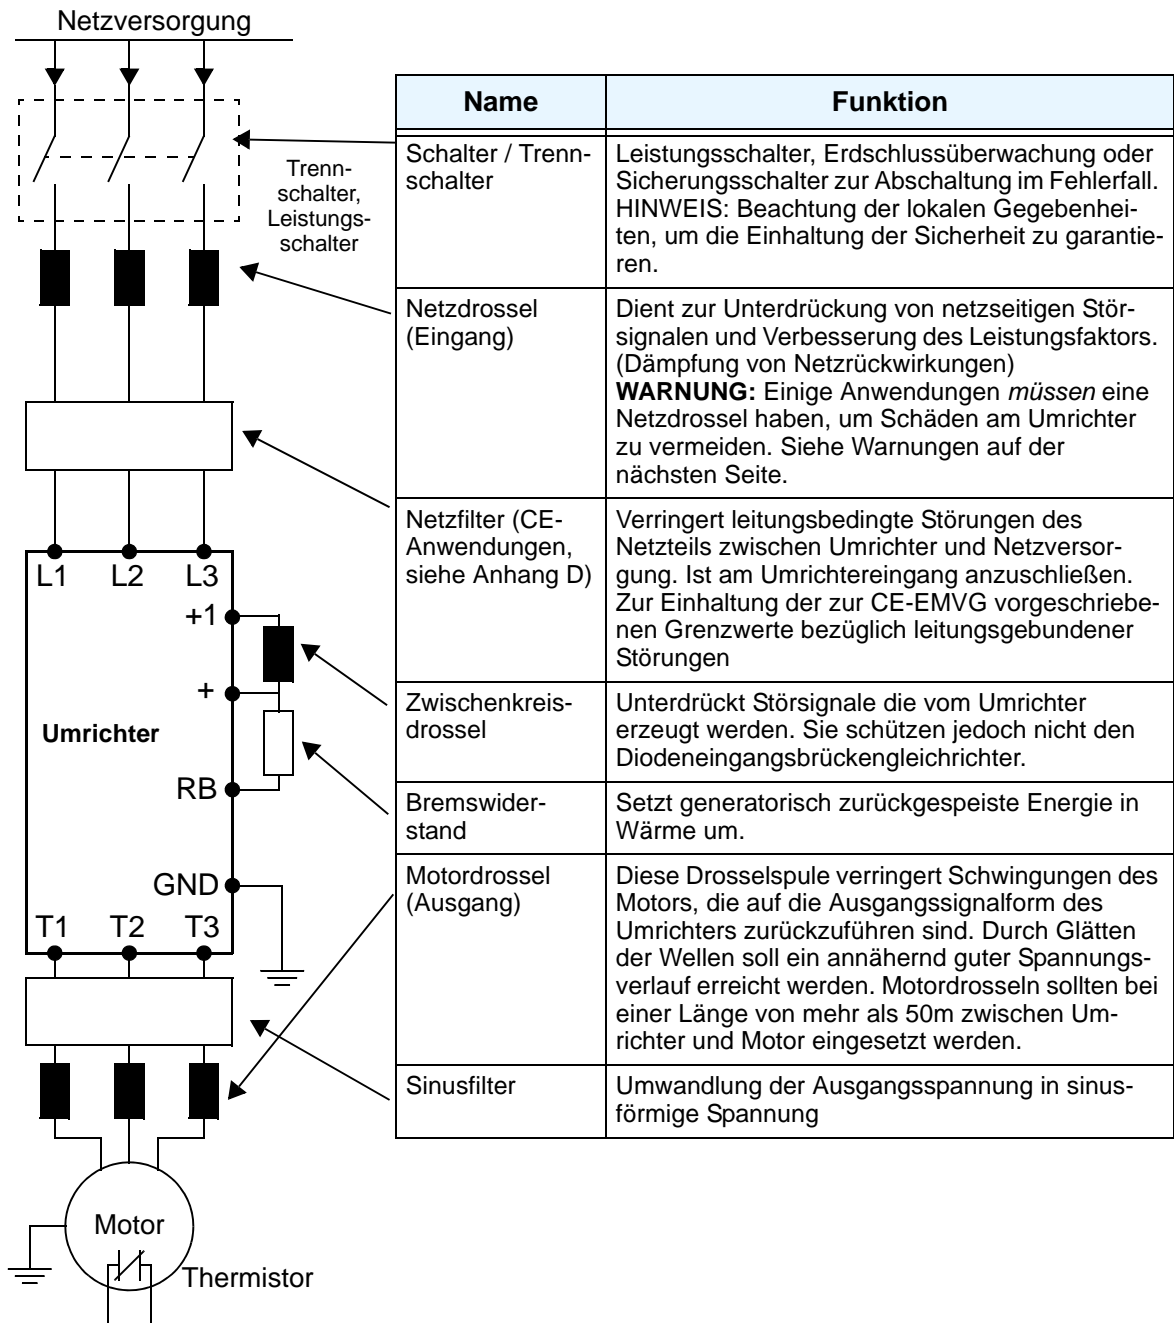 Netzversorgung
Trenn-
schalter,
Leistungs-
schalter
L1 L2 L3
+1
+
Umrichter
RB
GND
T1 T2 T3
Motor
Thermistor
Name Funktion
Schalter / Trenn-
schalter
Leistungsschalter, Erdschlussüberwachung oder
Sicherungsschalter zur Abschaltung im Fehlerfall.
HINWEIS: Beachtung der lokalen Gegebenhei-
ten, um die Einhaltung der Sicherheit zu garantie-
ren.
Netzdrossel
(Eingang)
Dient zur Unterdrückung von netzseitigen Stör-
signalen und Verbesserung des Leistungsfaktors.
(Dämpfung von Netzrückwirkungen)
WARNUNG: Einige Anwendungen müssen eine
Netzdrossel haben, um Schäden am Umrichter
zu vermeiden. Siehe Warnungen auf der
nächsten Seite.
Netzfilter (CE-
Anwendungen,
siehe Anhang D)
Verringert leitungsbedingte Störungen des
Netzteils zwischen Umrichter und Netzversor-
gung. Ist am Umrichtereingang anzuschließen.
Zur Einhaltung der zur CE-EMVG vorgeschriebe-
nen Grenzwerte bezüglich leitungsgebundener
Störungen
Zwischenkreis-
drossel
Unterdrückt Störsignale die vom Umrichter
erzeugt werden. Sie schützen jedoch nicht den
Diodeneingangsbrückengleichrichter.
Bremswider-
stand
Setzt generatorisch zurückgespeiste Energie in
Wärme um.
Motordrossel
(Ausgang)
Diese Drosselspule verringert Schwingungen des
Motors, die auf die Ausgangssignalform des
Umrichters zurückzuführen sind. Durch Glätten
der Wellen soll ein annähernd guter Spannungs-
verlauf erreicht werden. Motordrosseln sollten bei
einer Länge von mehr als 50m zwischen Um-
richter und Motor eingesetzt werden.
Sinusfilter
Umwandlung der Ausgangsspannung in sinus-
förmige Spannung